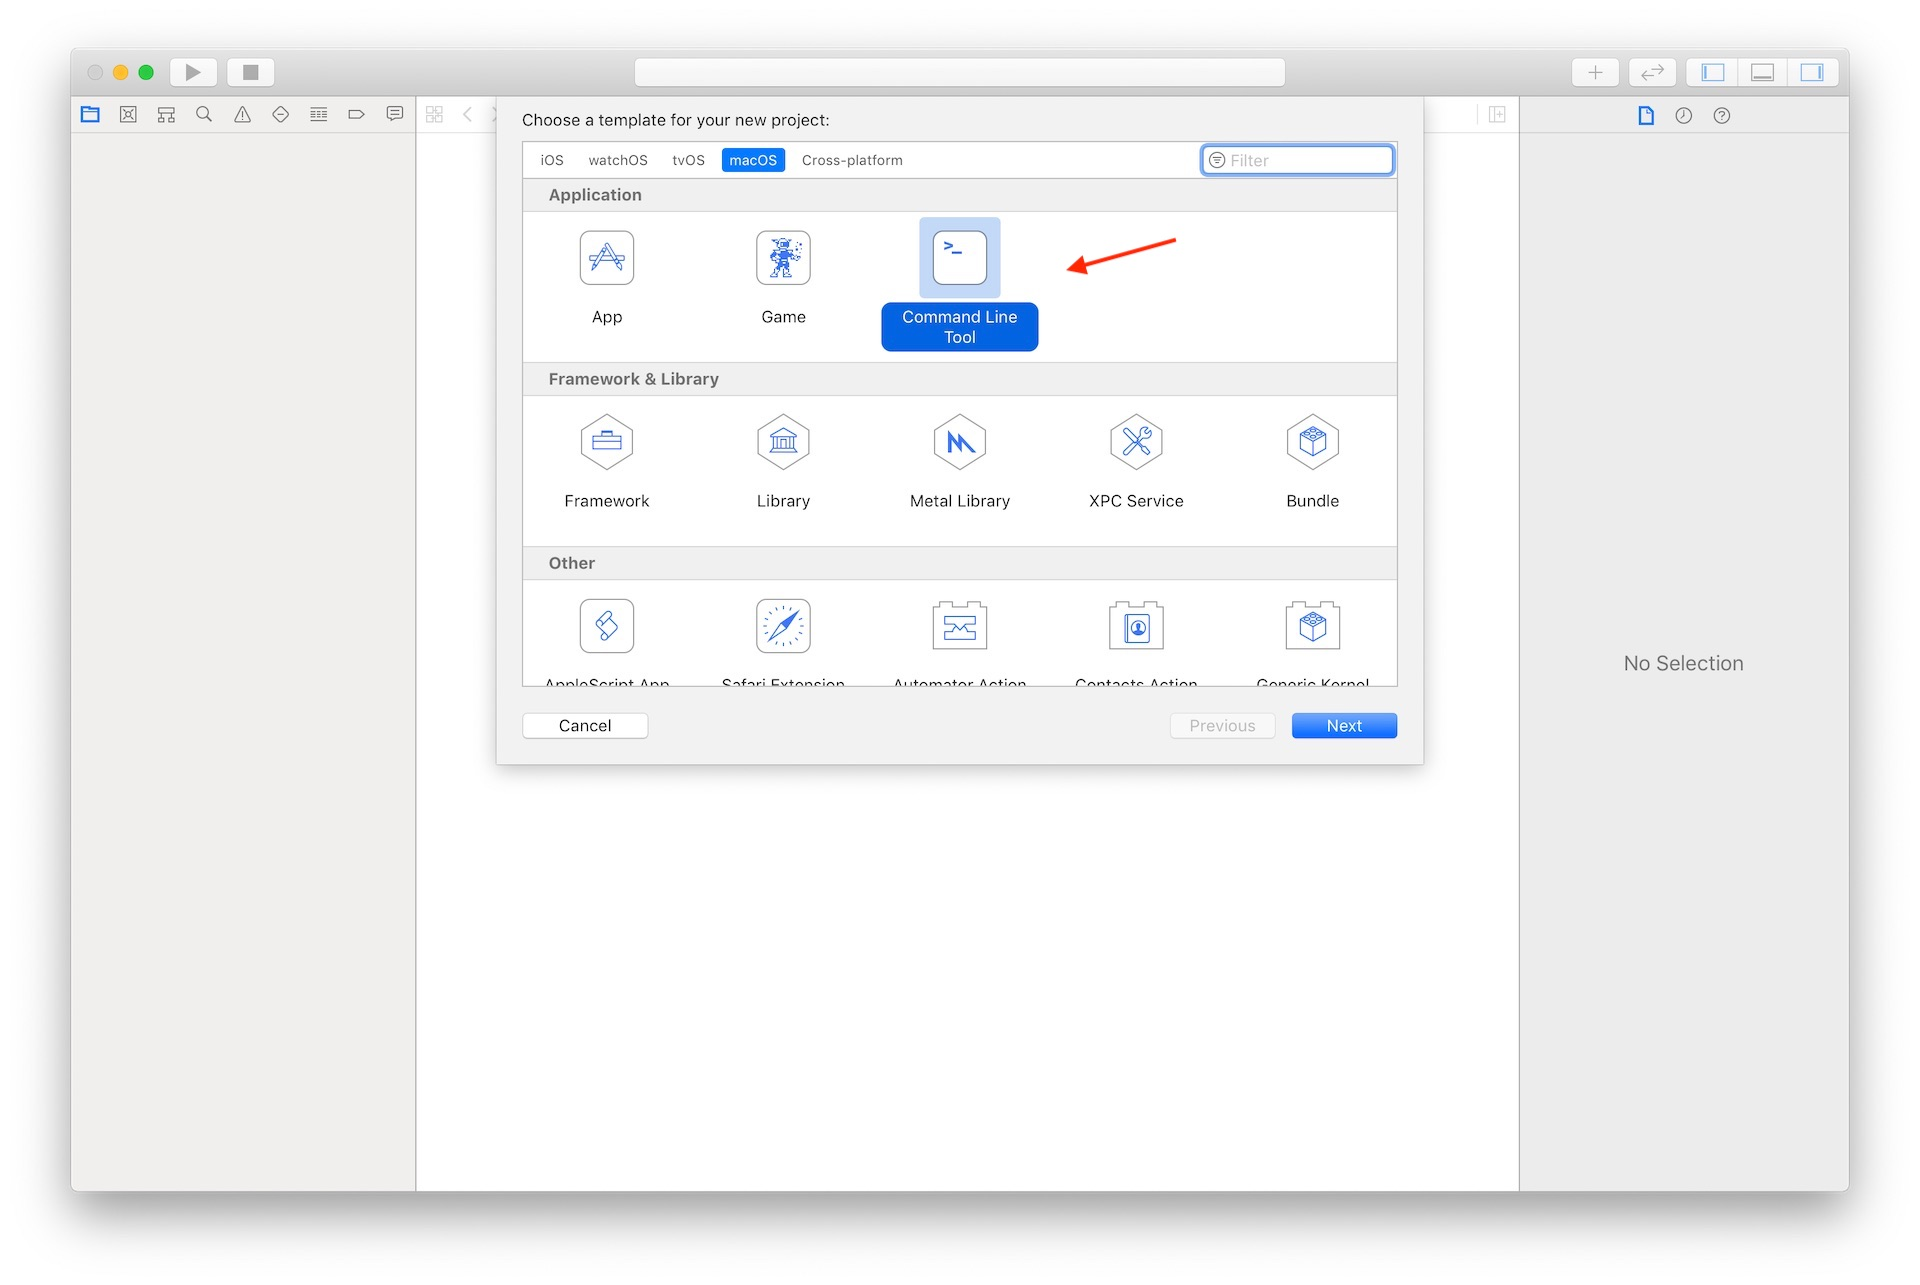 Choose a template for your new project:
iOS watchOS tvOS macOS Cross-platform Filter
Application
App Game Command Line
Tool
Framework & Library
Framework Library Metal Library XPC Service Bundle
Other
AppleScript App Safari Extension Automator Action Contacts Action Generic Kernel
No Selection
Cancel Previous Next